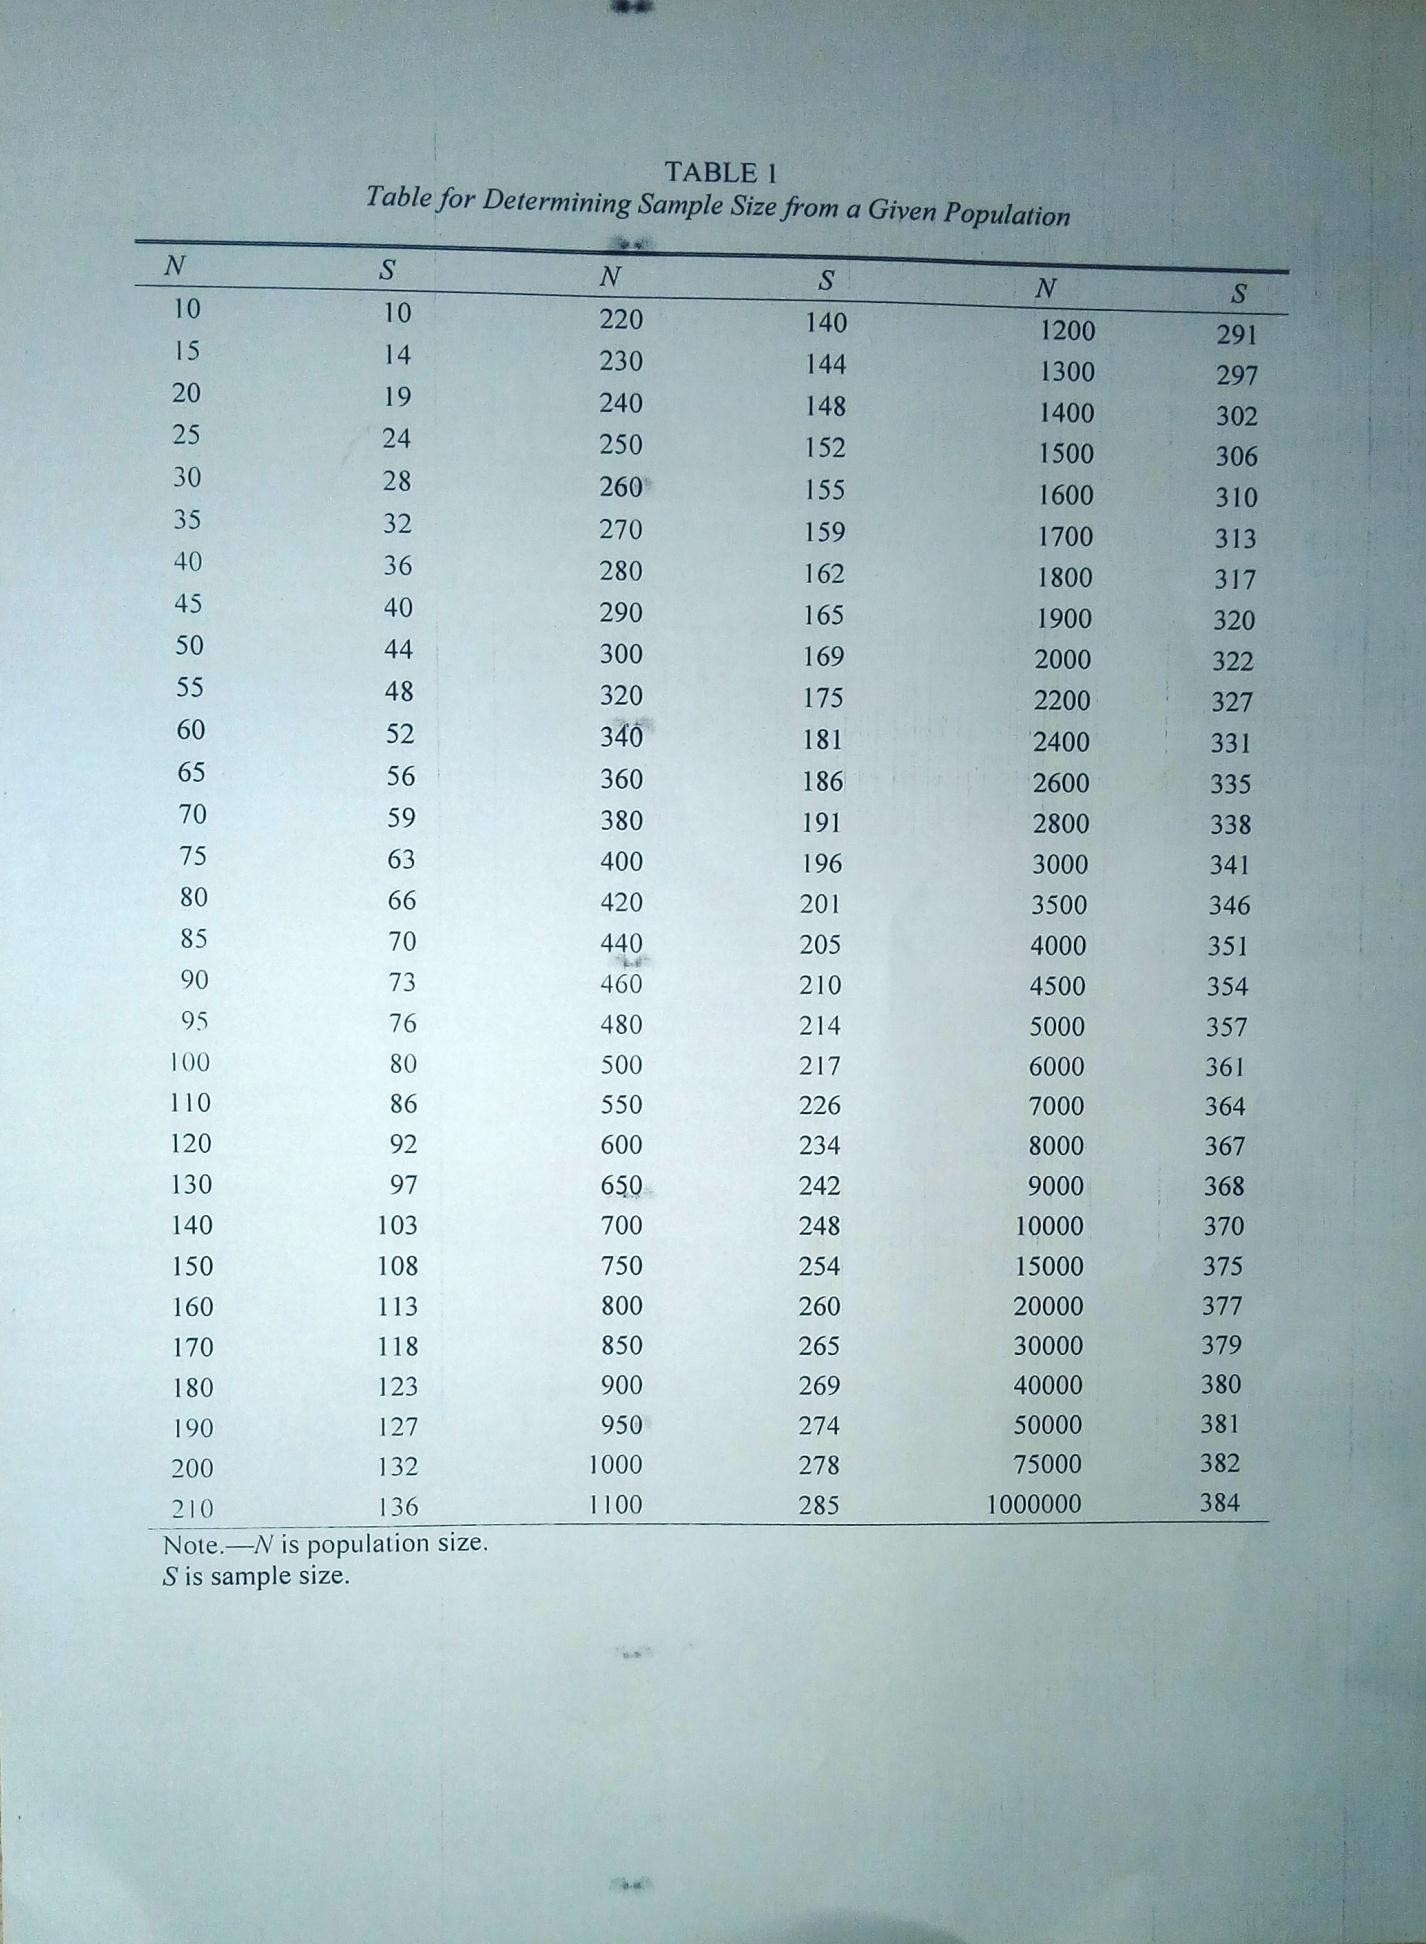 TABLE 1
Table for Determining Sample Size from a Given Population
N S N S N S
10 10 220 140 1200 291
15 14 230 144 1300 297
20 19 240 148 1400 302
25 24 250 152 1500 306
30 28 260 155 1600 310
35 32 270 159 1700 313
40 36 280 162 1800 317
45 40 290 165 1900 320
50 44 300 169 2000 322
55 48 320 175 2200 327
60 52 340 181 2400 331
65 56 360 186 2600 335
70 59 380 191 2800 338
75 63 400 196 3000 341
80 66 420 201 3500 346
85 70 440 205 4000 351
90 73 460 210 4500 354
95 76 480 214 5000 357
100 80 500 217 6000 361
110 86 550 226 7000 364
120 92 600 234 8000 367
130 97 650 242 9000 368
140 103 700 248 10000 370
150 108 750 254 15000 375
160 113 800 260 20000 377
170 118 850 265 30000 379
180 123 900 269 40000 380
190 127 950 274 50000 381
200 132 1000 278 75000 382
210 136 1100 285 1000000 384
Note.—N is population size.
S is sample size.